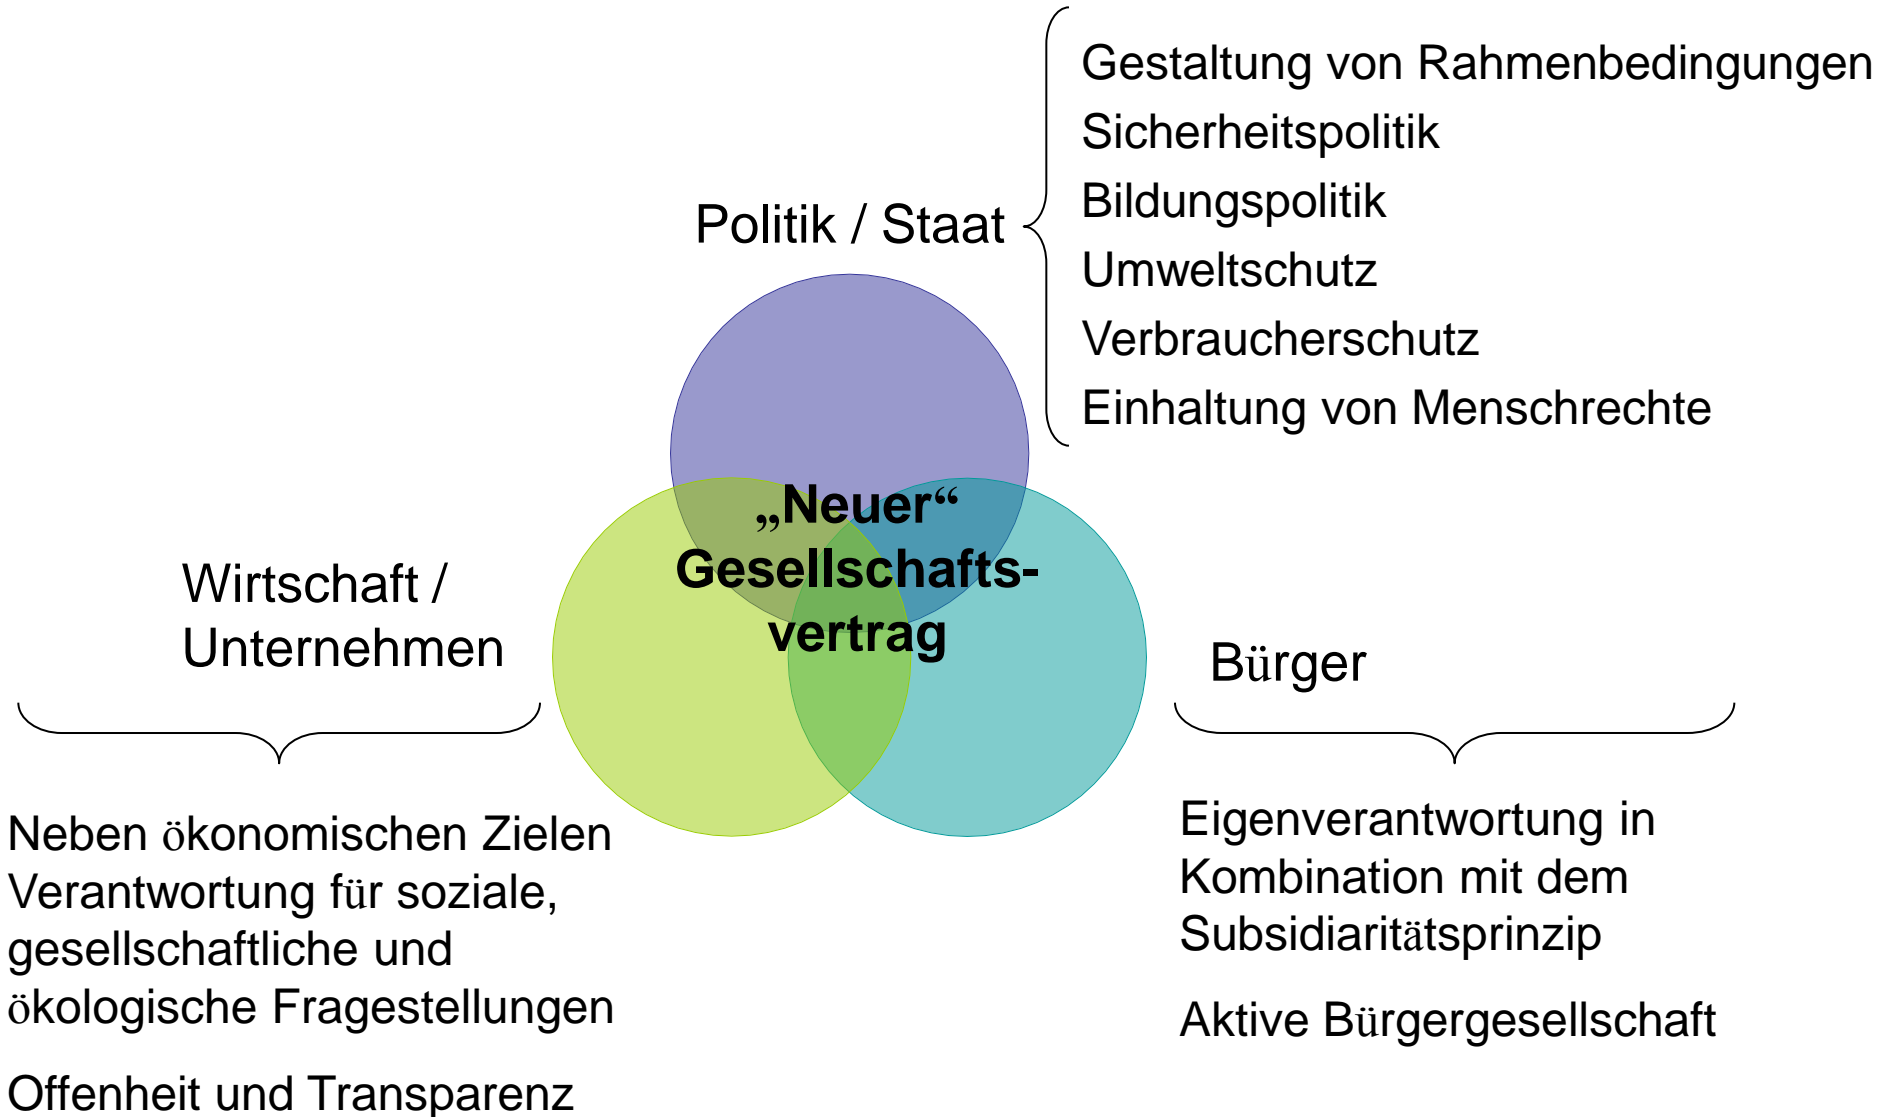 Gestaltung von Rahmenbedingungen
Sicherheitspolitik
Bildungspolitik
Umweltschutz
Verbraucherschutz
Einhaltung von Menschrechte
Politik / Staat
„Neuer“
Gesellschafts-
vertrag
Wirtschaft /
Unternehmen
Neben ökonomischen Zielen
Verantwortung für soziale,
gesellschaftliche und
ökologische Fragestellungen
Offenheit und Transparenz
Bürger
Eigenverantwortung in
Kombination mit dem
Subsidiaritätsprinzip
Aktive Bürgergesellschaft